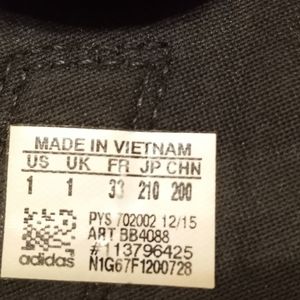 MADE IN VIETNAM
US UK FR JP CHN
1 1 33 210 200
PYS 702002 12/15
ART BB4088
#113796425
adidas N1G67F1200728